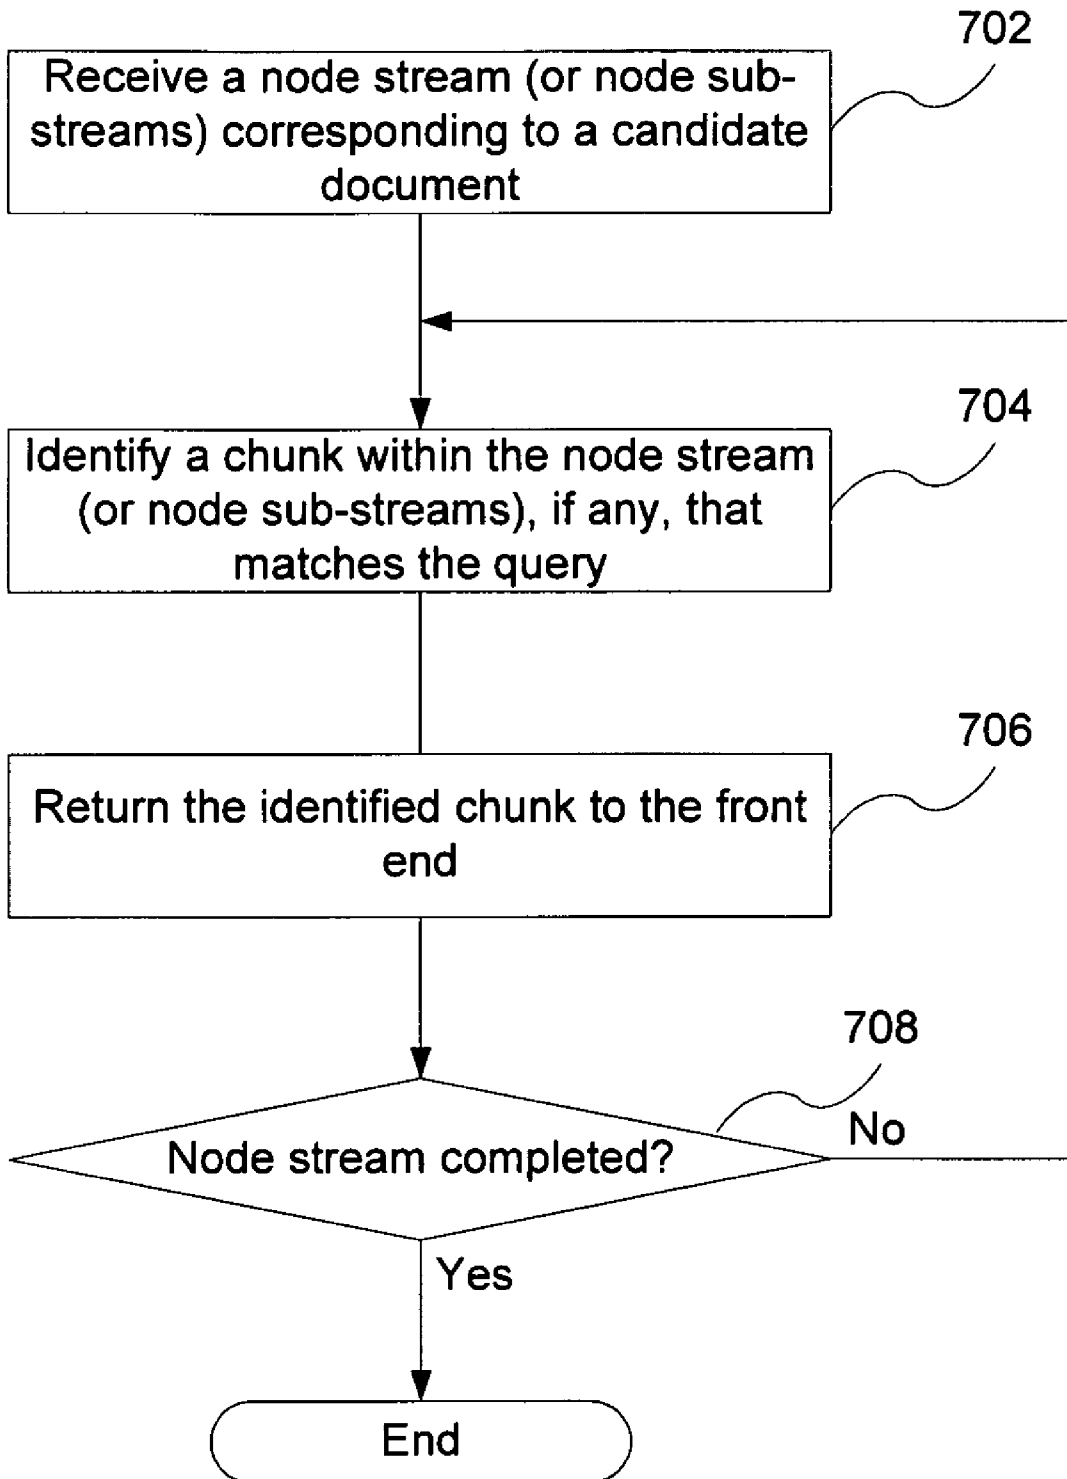 702
Receive a node stream (or node sub-
streams) corresponding to a candidate
document
704
Identify a chunk within the node stream
(or node sub-streams), if any, that
matches the query
706
Return the identified chunk to the front
end
708
Node stream completed?
No
Yes
End